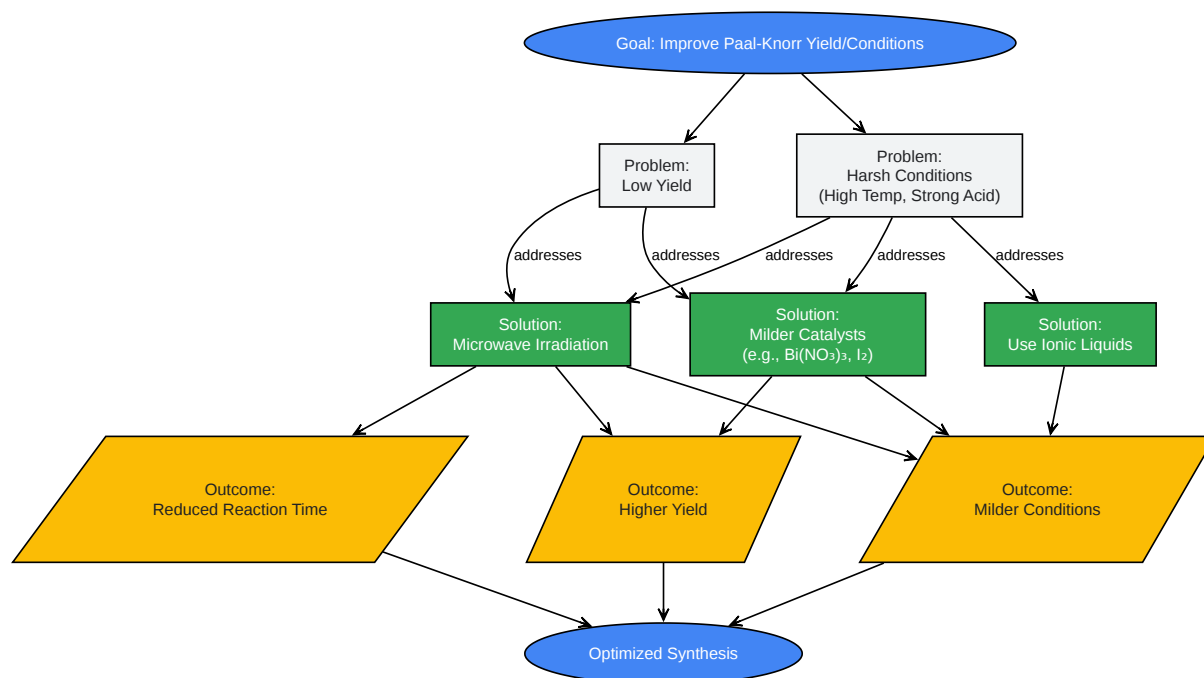 Goal: Improve Paal-Knorr Yield/Conditions
Problem:
Low Yield
Problem:
Harsh Conditions
(High Temp, Strong Acid)
addresses
addresses
addresses
addresses
addresses
Solution:
Microwave Irradiation
Solution:
Milder Catalysts
(e.g., Bi(NO₃)₃, I₂)
Solution:
Use Ionic Liquids
Outcome:
Reduced Reaction Time
Outcome:
Higher Yield
Outcome:
Milder Conditions
Optimized Synthesis